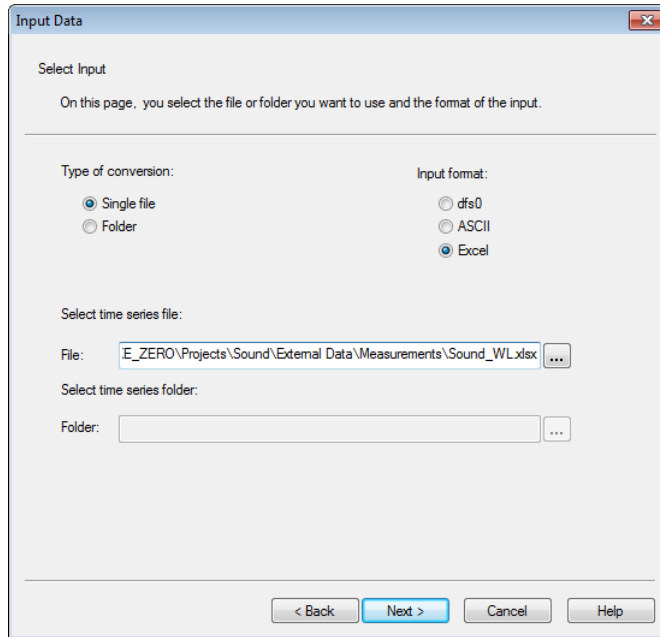 Input Data
Select Input
On this page, you select the file or folder you want to use and the format of the input.
Type of conversion:
Input format:
Single file
dfs0
Folder
ASCII
Excel
Select time series file:
File: E_ZERO\Projects\Sound\External Data\Measurements\Sound_WL.xlsx ...
Select time series folder:
Folder: ...
< Back Next > Cancel Help